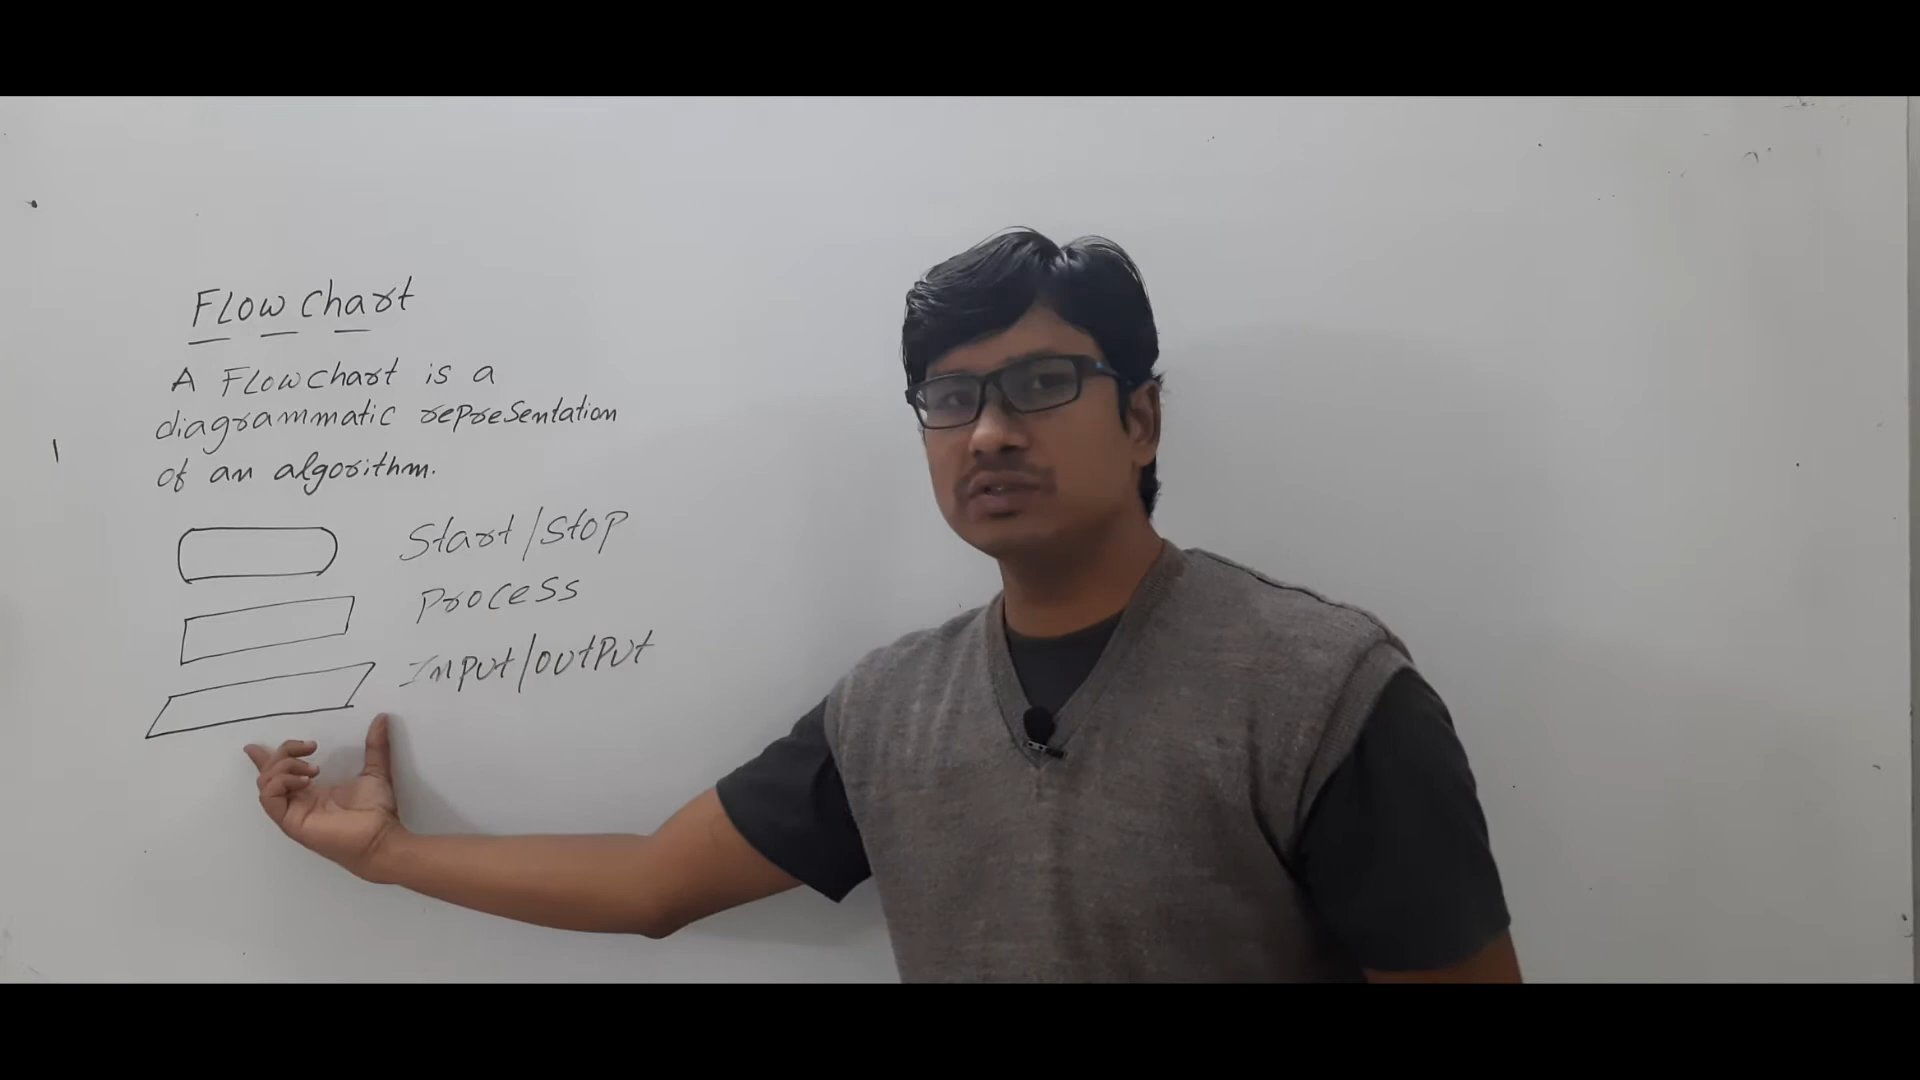 Flow Chart
A Flowchart is a
diagrammatic representation
of an algorithm.
Start/Stop
Process
Input/Output